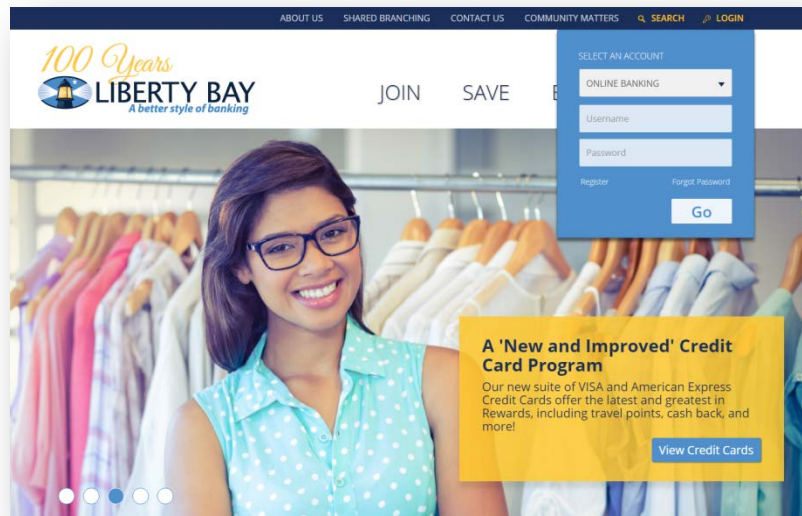 ABOUT US SHARED BRANCHING CONTACT US COMMUNITY MATTERS SEARCH LOGIN
100 Years
LIBERTY BAY
A better style of banking
JOIN SAVE
SELECT AN ACCOUNT
ONLINE BANKING
Username
Password
Register Forgot Password
Go
A 'New and Improved' Credit
Card Program
Our new suite of VISA and American Express
Credit Cards offer the latest and greatest in
Rewards, including travel points, cash back, and
more!
View Credit Cards